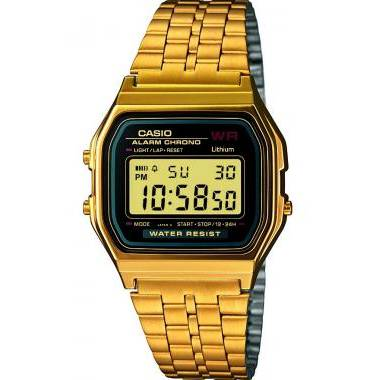 CASIO WR
ALARM CHRONO
LIGHT/LAP•RESET Lithium
SU 30
PM 10:58 50
MODE START•STOP/12•24H
WATER RESIST